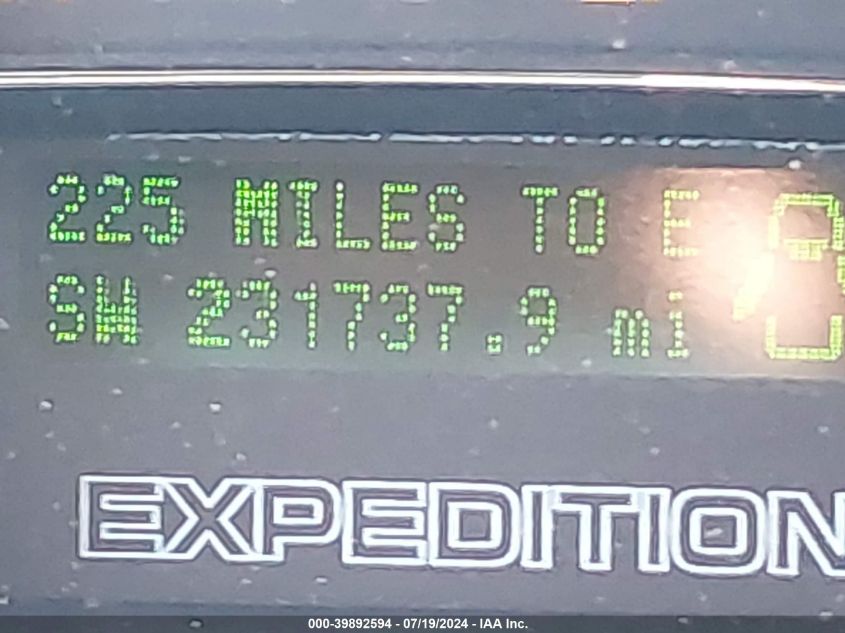 225 MILES TO E
SW 231737.9 mi
EXPEDITION
000-39892594 - 07/19/2024 - IAA Inc.